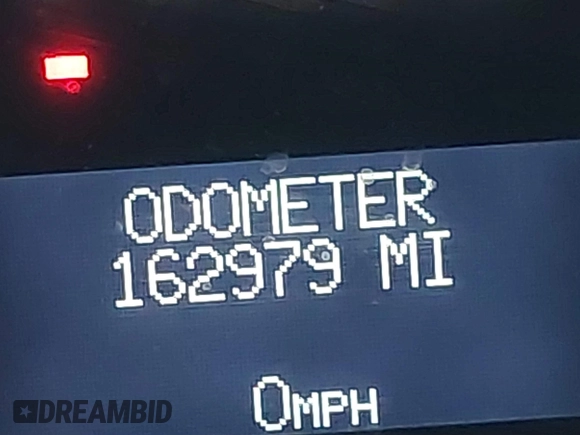 ODOMETER
162979 MI
0MPH
DREAMBID